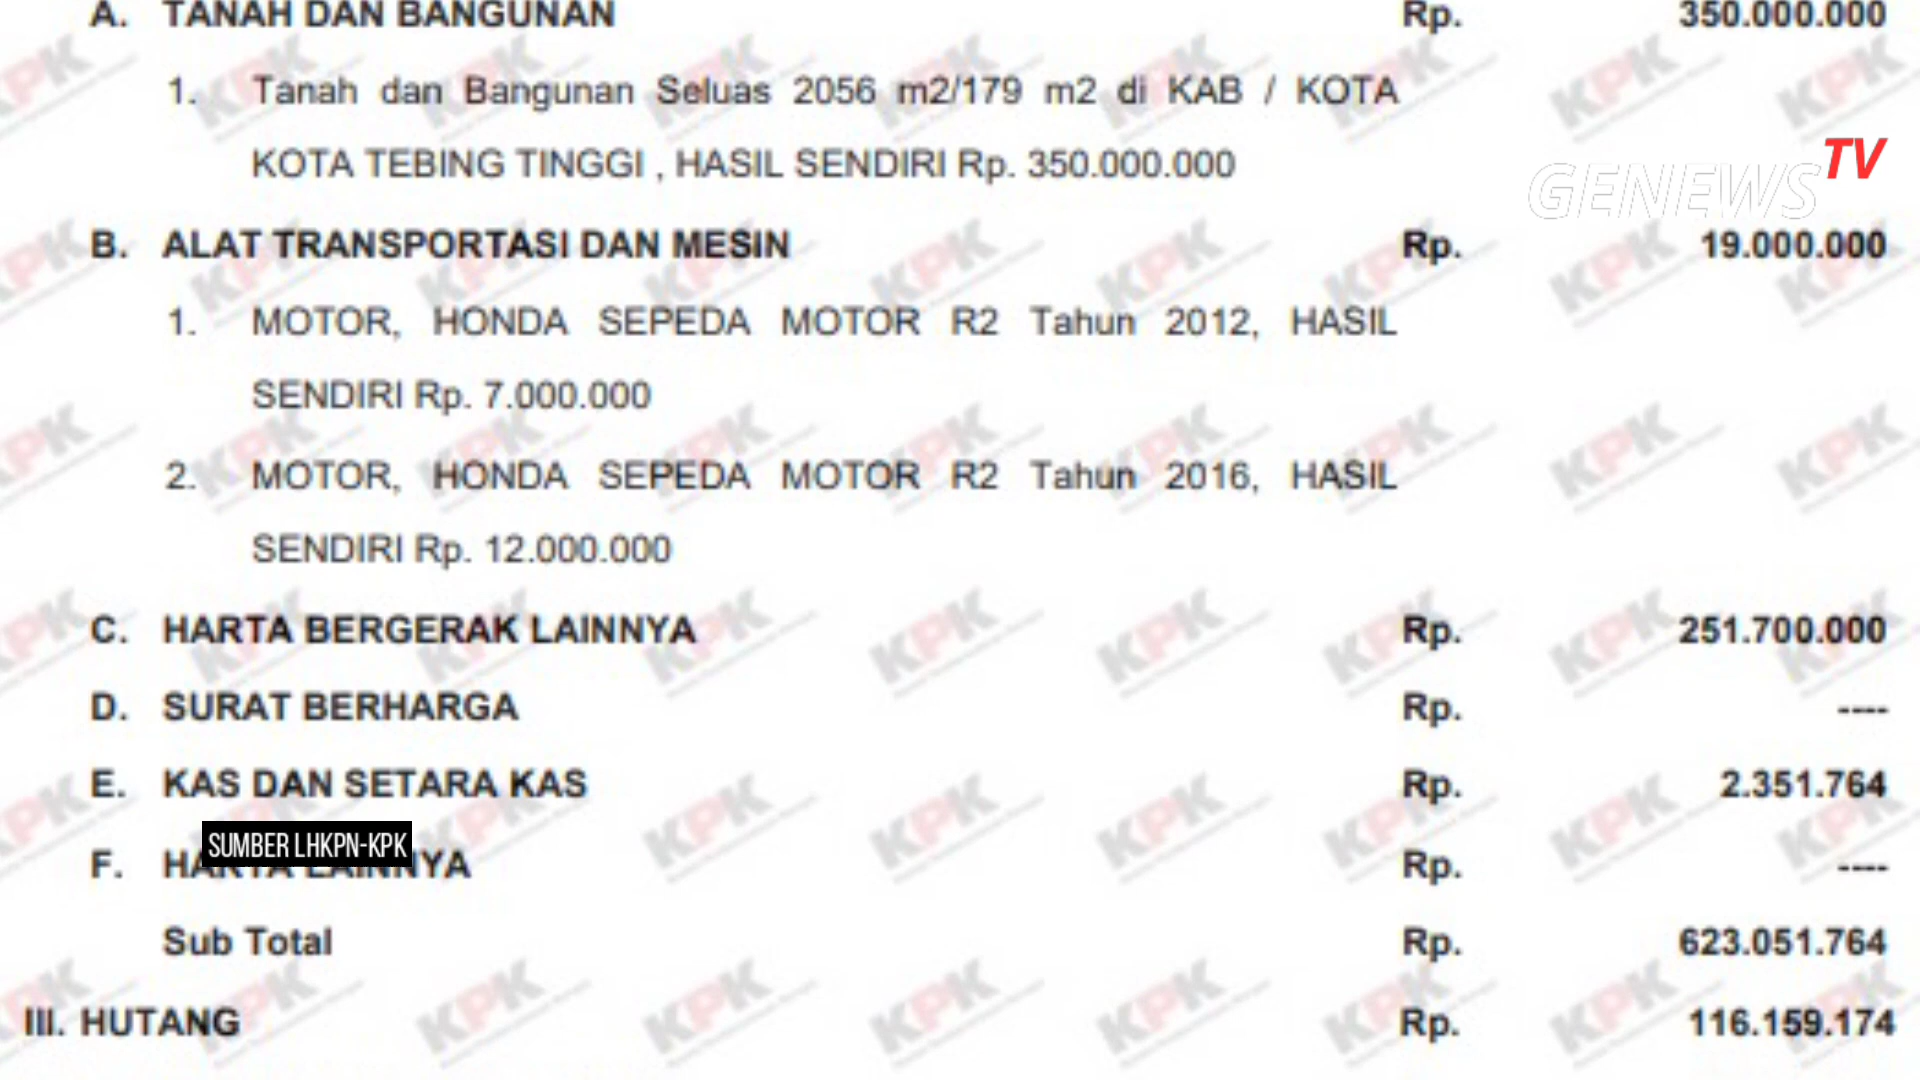 A. TANAH DAN BANGUNAN Rp. 350.000.000
1. Tanah dan Bangunan Seluas 2056 m2/179 m2 di KAB / KOTA
KOTA TEBING TINGGI , HASIL SENDIRI Rp. 350.000.000
GENEWS TV
B. ALAT TRANSPORTASI DAN MESIN Rp. 19.000.000
1. MOTOR, HONDA SEPEDA MOTOR R2 Tahun 2012, HASIL
SENDIRI Rp. 7.000.000
2. MOTOR, HONDA SEPEDA MOTOR R2 Tahun 2016, HASIL
SENDIRI Rp. 12.000.000
C. HARTA BERGERAK LAINNYA Rp. 251.700.000
D. SURAT BERHARGA Rp. ----
E. KAS DAN SETARA KAS Rp. 2.351.764
SUMBER LHKPN-KPK
F. HARTA LAINNYA Rp. ----
Sub Total Rp. 623.051.764
III. HUTANG Rp. 116.159.174